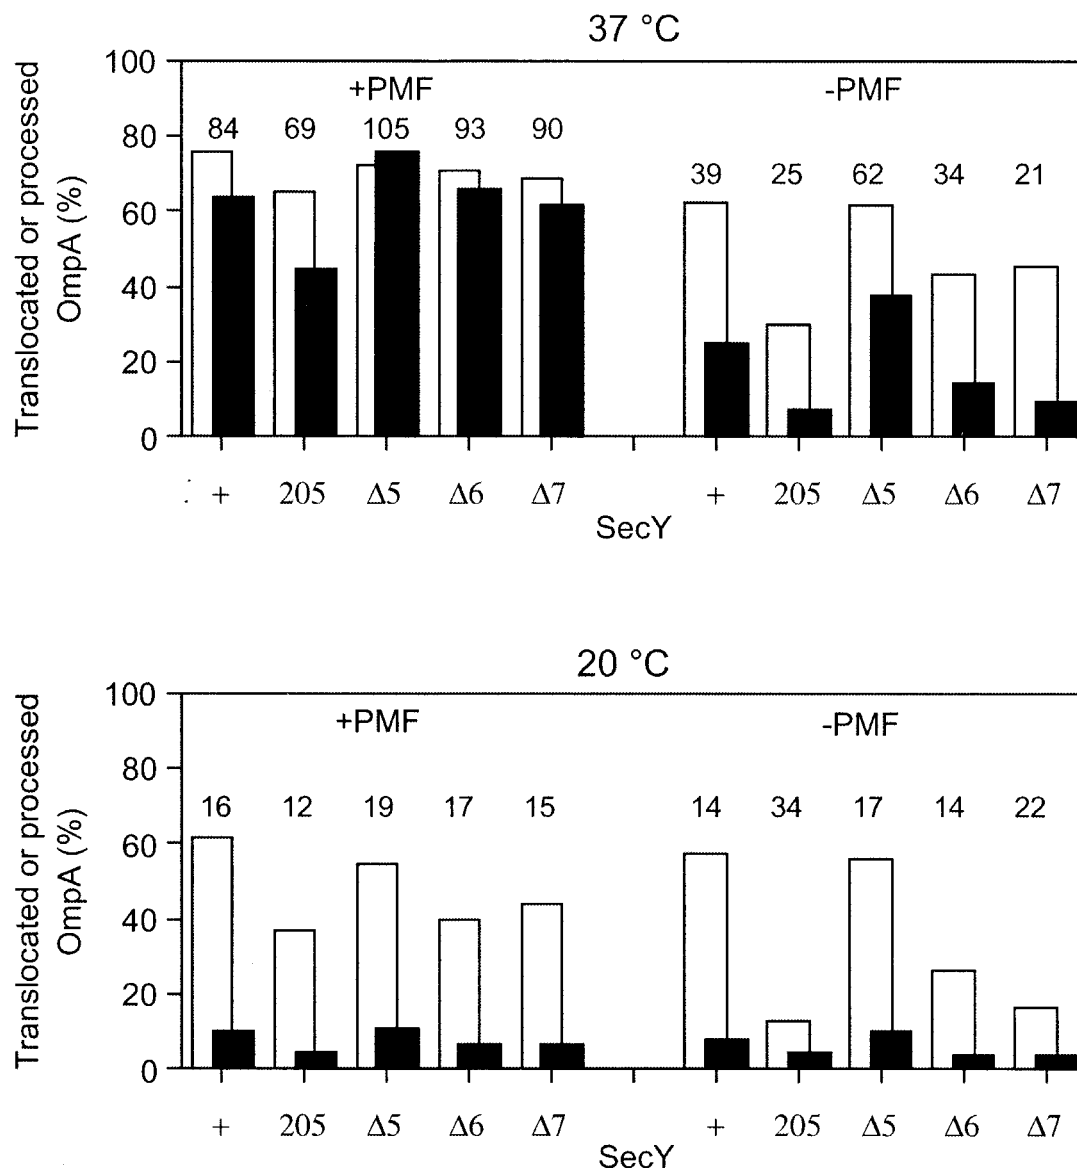 37 °C
Translocated or processed
OmpA (%)
100
80
60
40
20
0
+PMF
-PMF
84 69 105 93 90
39 25 62 34 21
+ 205 Δ5 Δ6 Δ7 + 205 Δ5 Δ6 Δ7
SecY
20 °C
Translocated or processed
OmpA (%)
100
80
60
40
20
0
+PMF
-PMF
16 12 19 17 15
14 34 17 14 22
+ 205 Δ5 Δ6 Δ7 + 205 Δ5 Δ6 Δ7
SecY